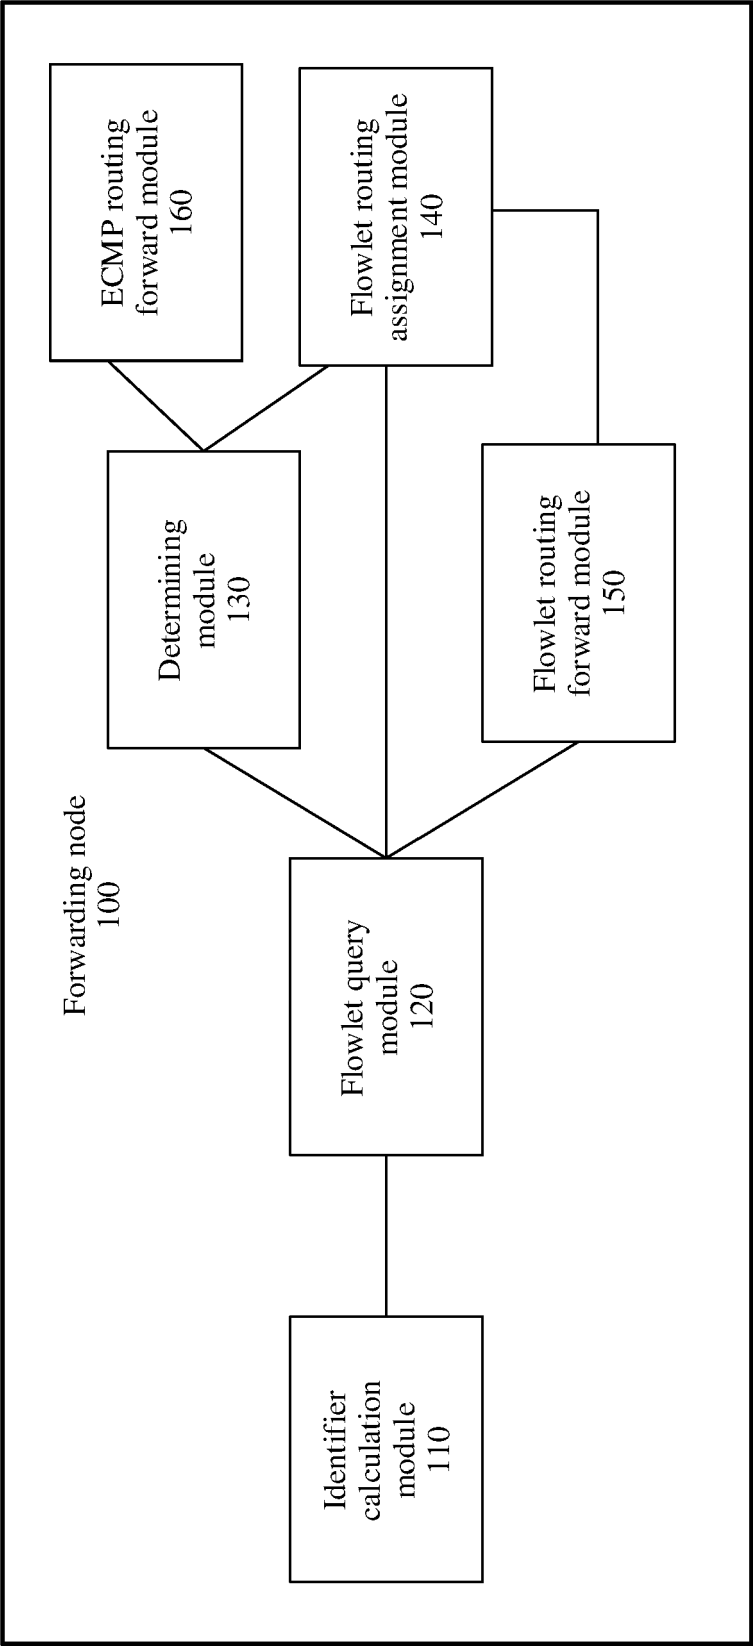 Forwarding node
100
Identifier
calculation
module
110
Flowlet query
module
120
Determining
module
130
ECMP routing
forward module
160
Flowlet routing
assignment module
140
Flowlet routing
forward module
150